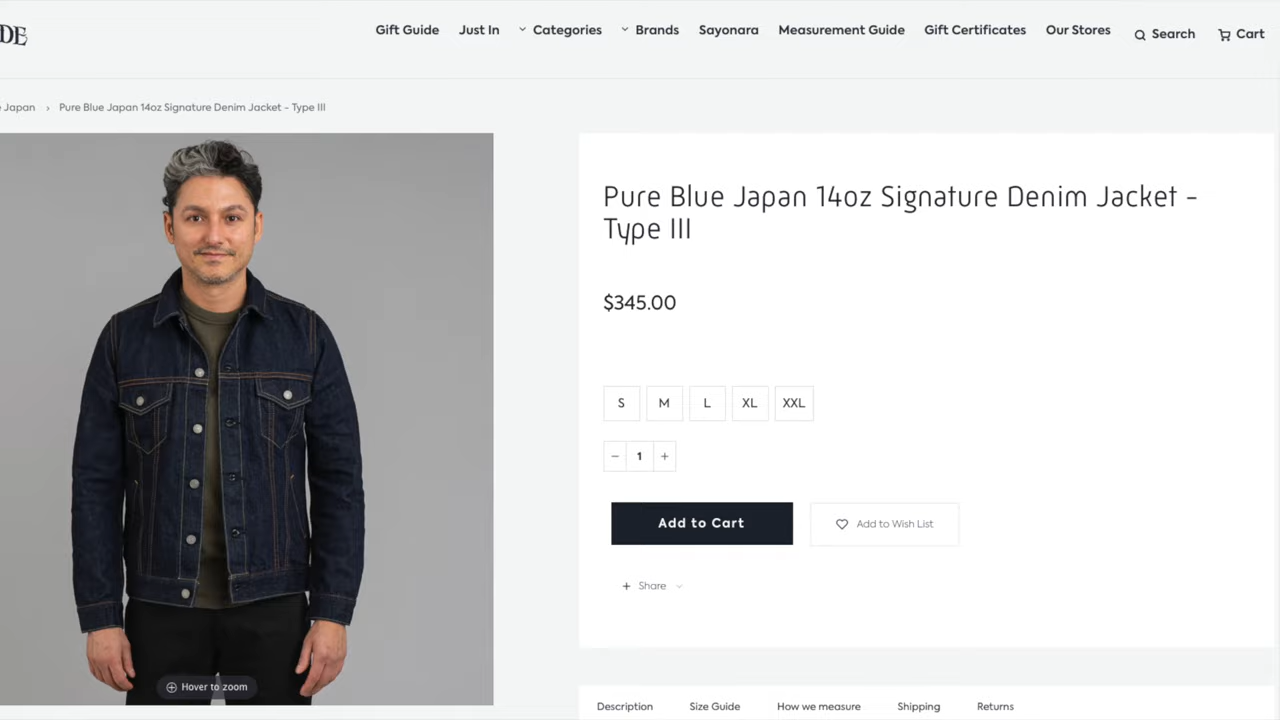 DE
Gift Guide Just In Categories Brands Sayonara Measurement Guide Gift Certificates Our Stores Search Cart
Japan › Pure Blue Japan 14oz Signature Denim Jacket - Type III
Pure Blue Japan 14oz Signature Denim Jacket -
Type III
$345.00
S M L XL XXL
− 1 +
Add to Cart Add to Wish List
+ Share
Hover to zoom
Description Size Guide How we measure Shipping Returns